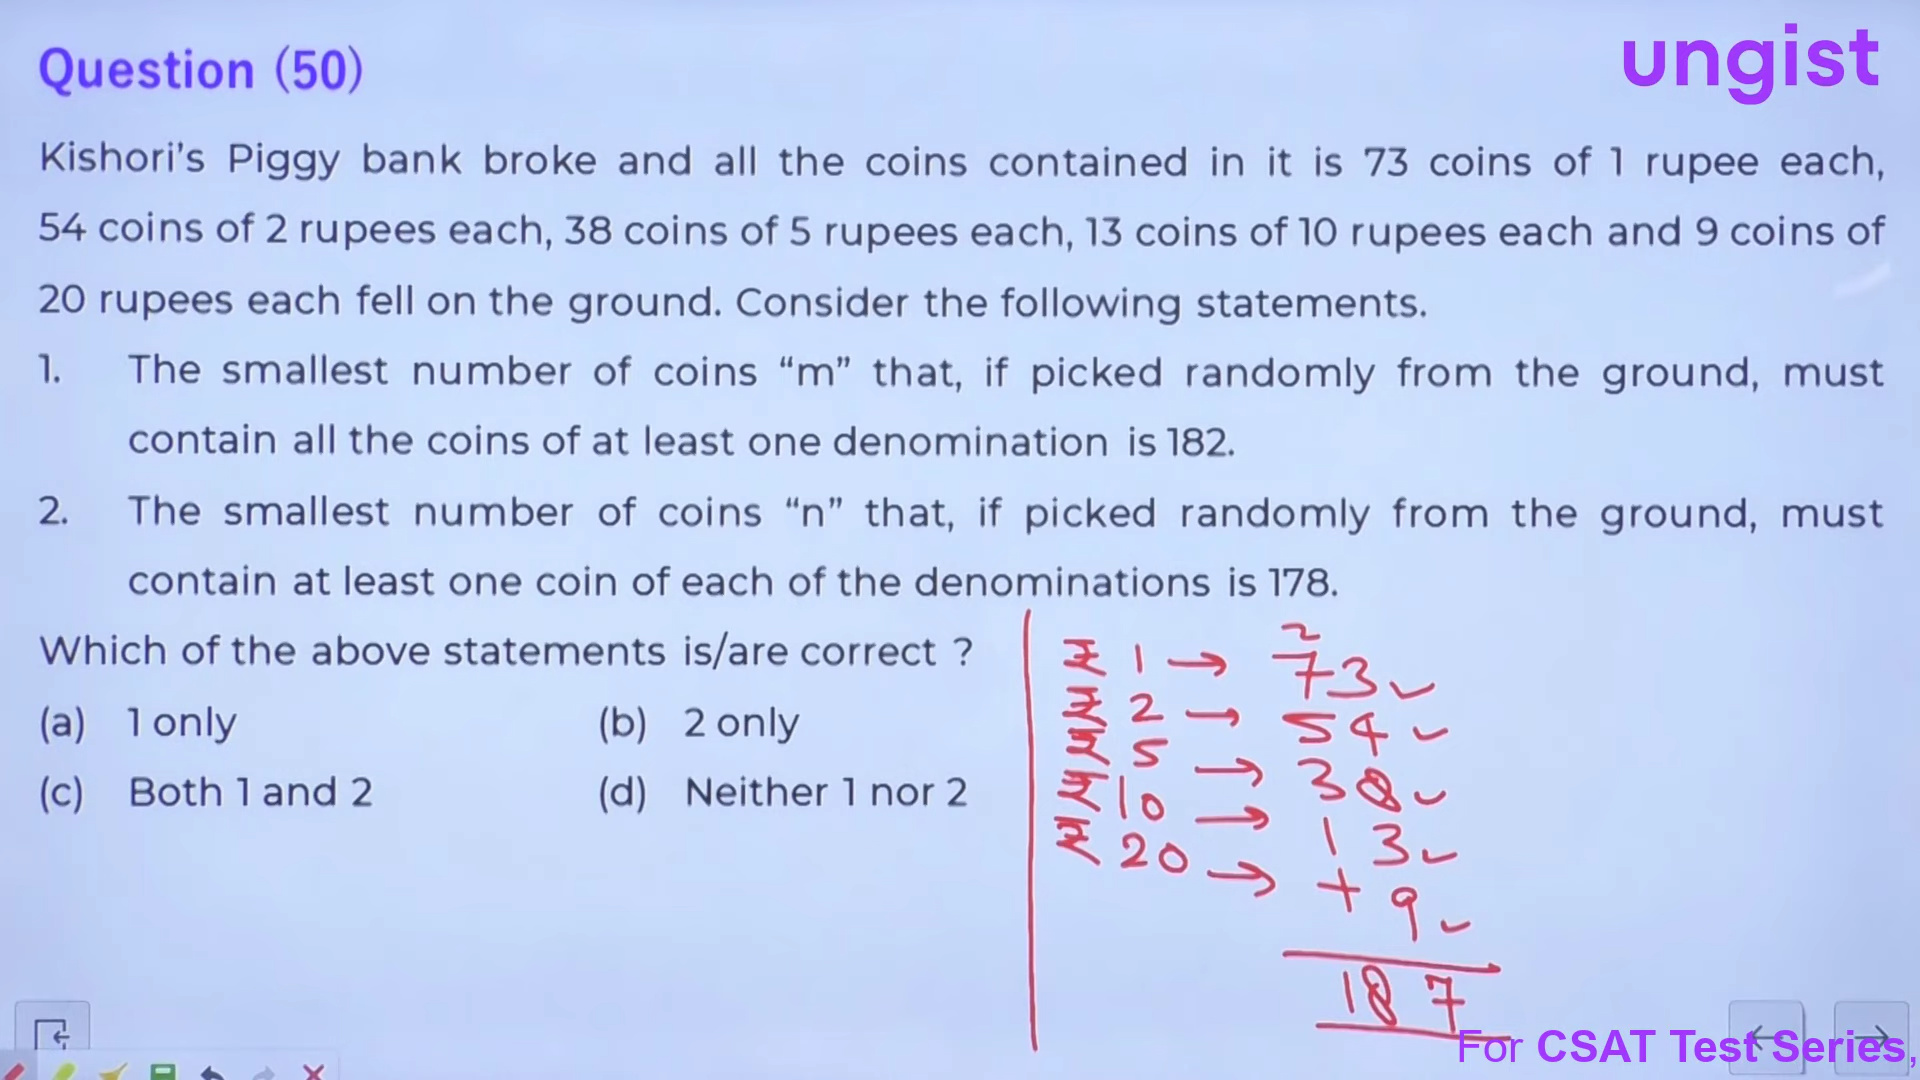 Question (50)
ungist
Kishori's Piggy bank broke and all the coins contained in it is 73 coins of 1 rupee each,
54 coins of 2 rupees each, 38 coins of 5 rupees each, 13 coins of 10 rupees each and 9 coins of
20 rupees each fell on the ground. Consider the following statements.
1. The smallest number of coins “m” that, if picked randomly from the ground, must
contain all the coins of at least one denomination is 182.
2. The smallest number of coins “n” that, if picked randomly from the ground, must
contain at least one coin of each of the denominations is 178.
Which of the above statements is/are correct ?
(a) 1 only (b) 2 only
(c) Both 1 and 2 (d) Neither 1 nor 2
2
₹ 1 → 73 ✓
₹ 2 → 54 ✓
₹ 5 → 38 ✓
₹ 10 → 13 ✓
₹ 20 → + 9 ✓
187
For CSAT Test Series,